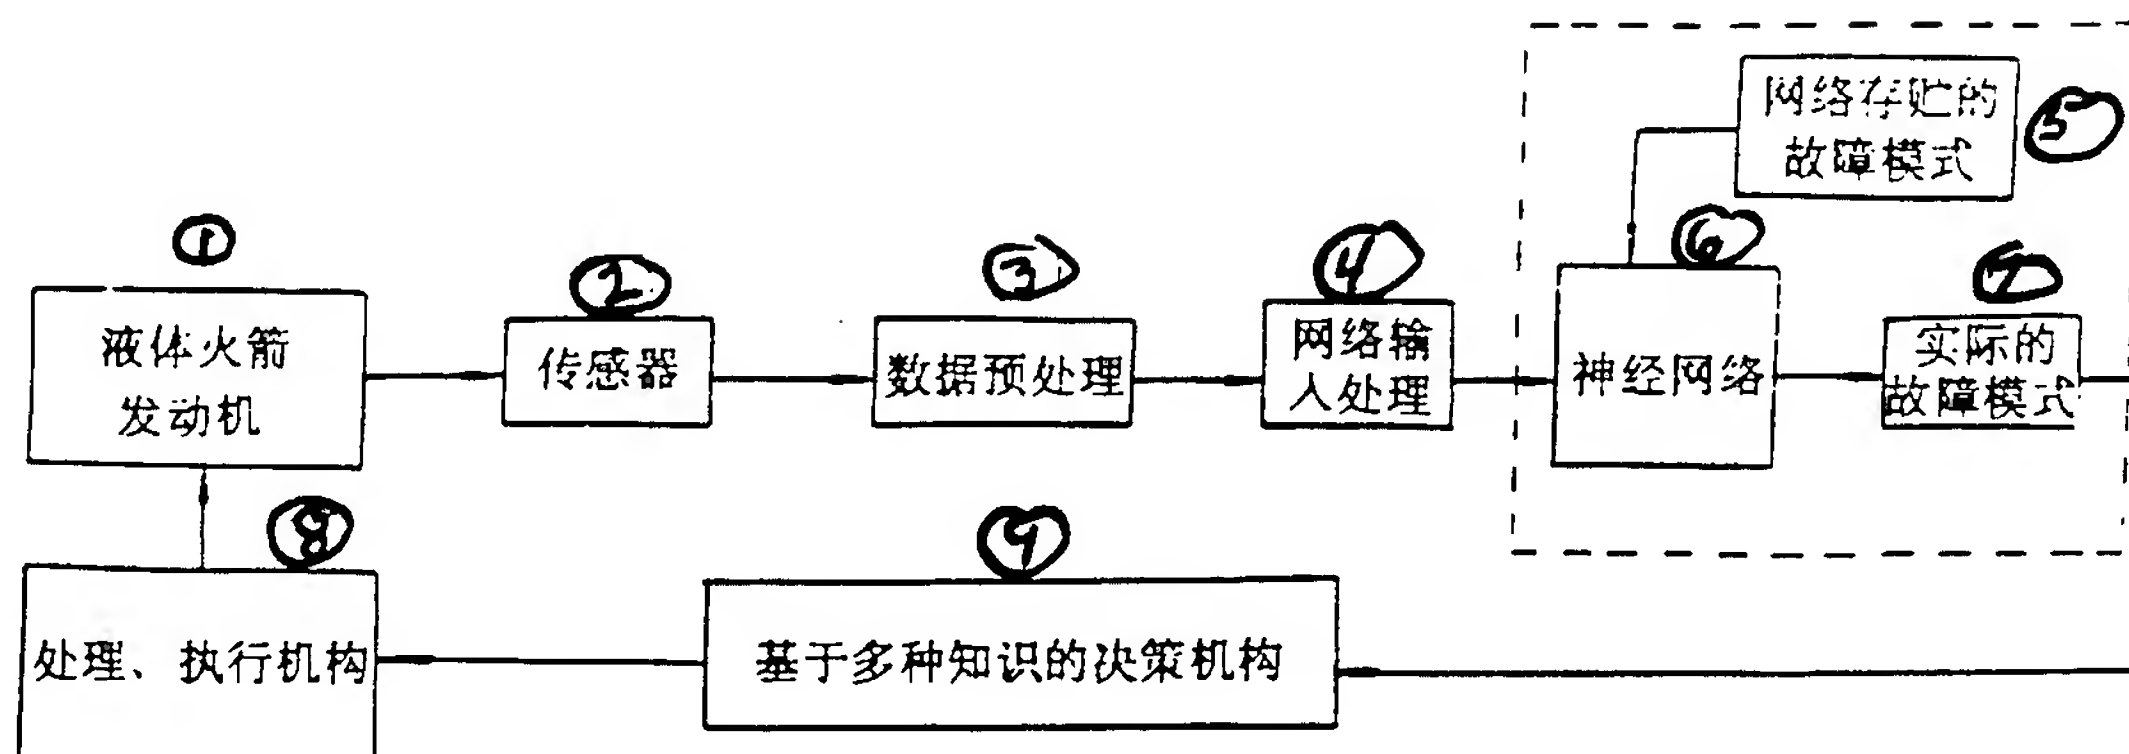 网络存贮的
故障模式
⑤
①
②
③
④
⑥
⑦
液体火箭
发动机
传感器
数据预处理
网络输
入处理
神经网络
实际的
故障模式
⑧
⑨
处理、执行机构
基于多种知识的决策机构